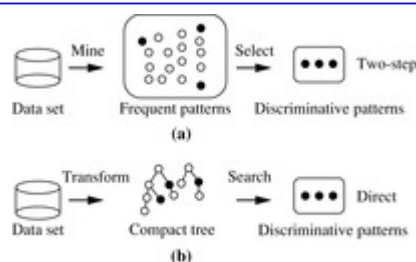 Mine
Select
Two-step
Data set
Frequent patterns
Discriminative patterns
(a)
Transform
Search
Direct
Data set
Compact tree
Discriminative patterns
(b)